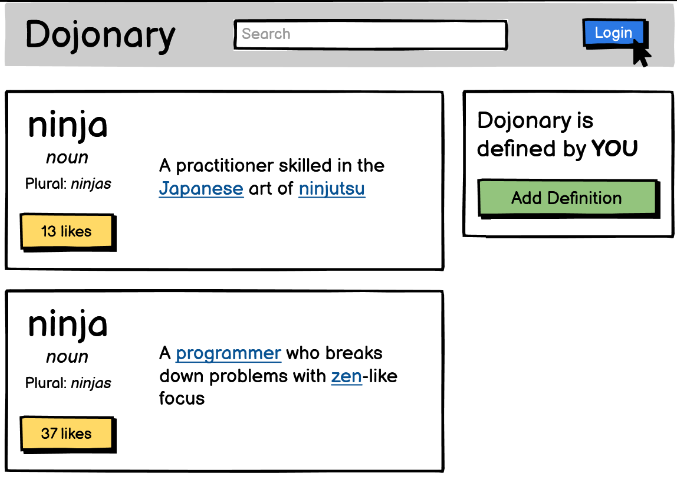 Dojonary
Search
Login
ninja
noun
Plural: ninjas
13 likes
A practitioner skilled in the
Japanese art of ninjutsu
Dojonary is
defined by YOU
Add Definition
ninja
noun
Plural: ninjas
37 likes
A programmer who breaks
down problems with zen-like
focus